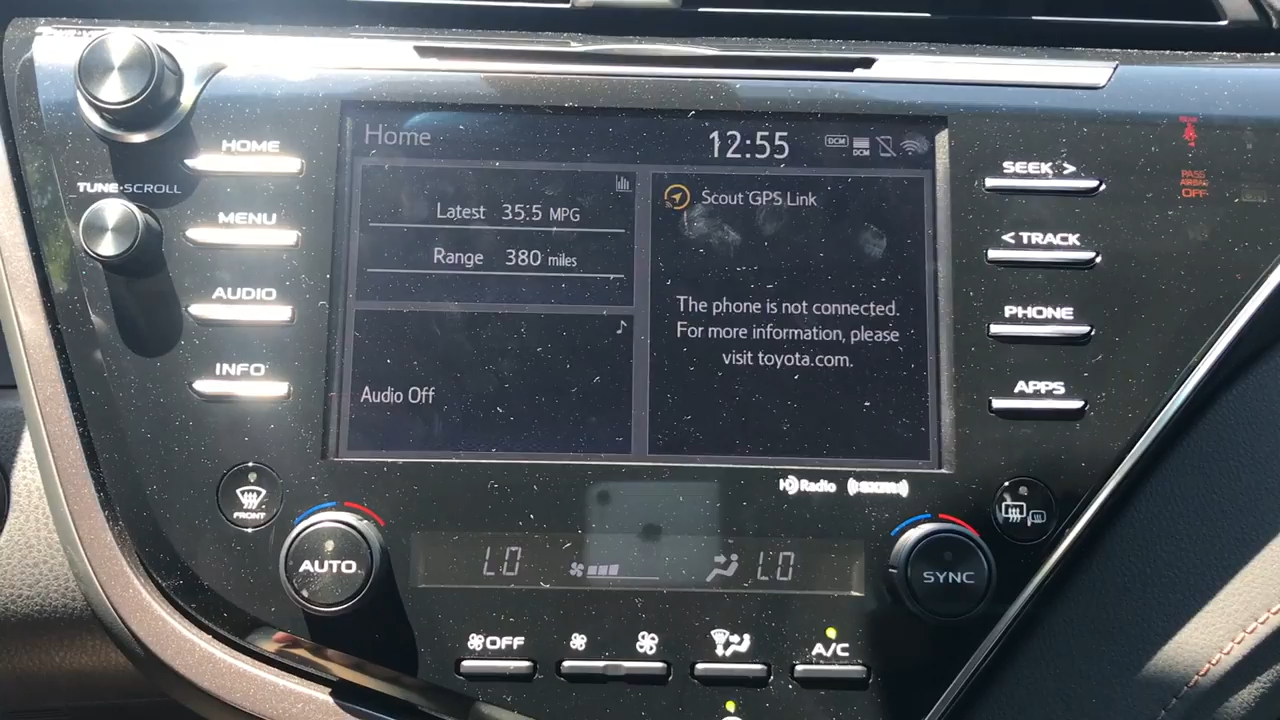 HOME
TUNE·SCROLL
MENU
AUDIO
INFO
Home
12:55
DCM
DCM
Latest 35.5 MPG
Range 380 miles
Audio Off
Scout GPS Link
The phone is not connected.
For more information, please
visit toyota.com.
SEEK >
< TRACK
PHONE
APPS
PASS
AIRBAG
OFF
HD Radio
(((SiriusXM)))
FRONT
AUTO
LO
LO
SYNC
OFF
A/C